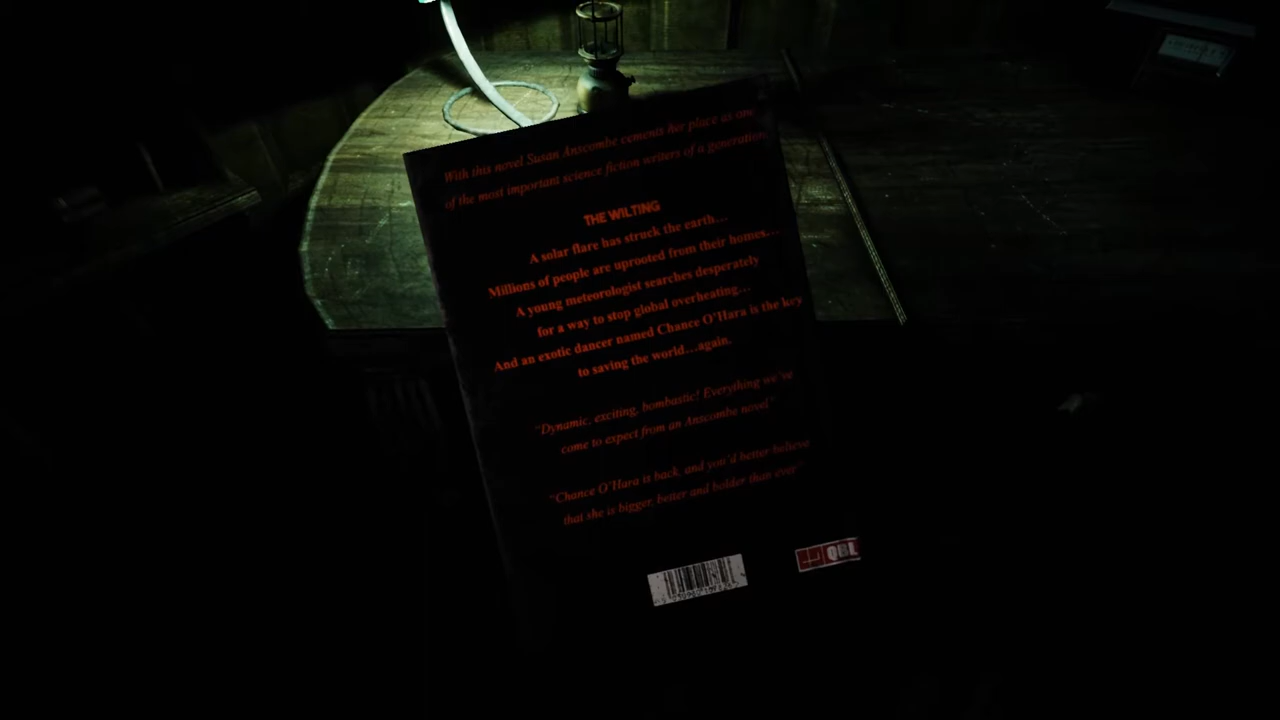 With this novel Susan Anscombe cements her place as one
of the most important science fiction writers of a generation.
THE WILTING
A solar flare has struck the earth...
Millions of people are uprooted from their homes...
A young meteorologist searches desperately
for a way to stop global overheating...
And an exotic dancer named Chance O'Hara is the key
to saving the world...again.
"Dynamic, exciting, bombastic! Everything we've
come to expect from an Anscombe novel"
"Chance O'Hara is back, and you'd better believe
that she is bigger, better and bolder than ever"
QBL